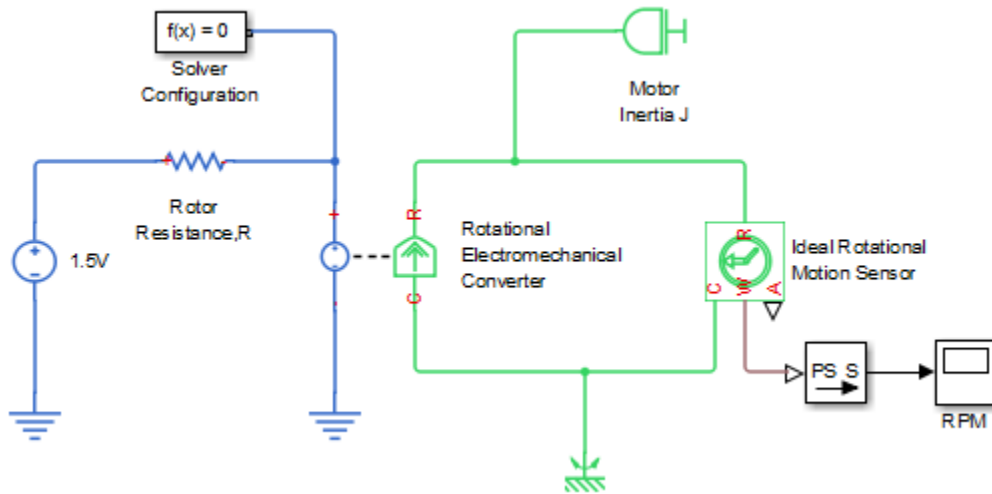 f(x) = 0
Solver
Configuration
Motor
Inertia J
+
Rotor
Resistance,R
1.5V
+
-
+
-
R
C
Rotational
Electromechanical
Converter
R
C
W
A
Ideal Rotational
Motion Sensor
PS S
RPM